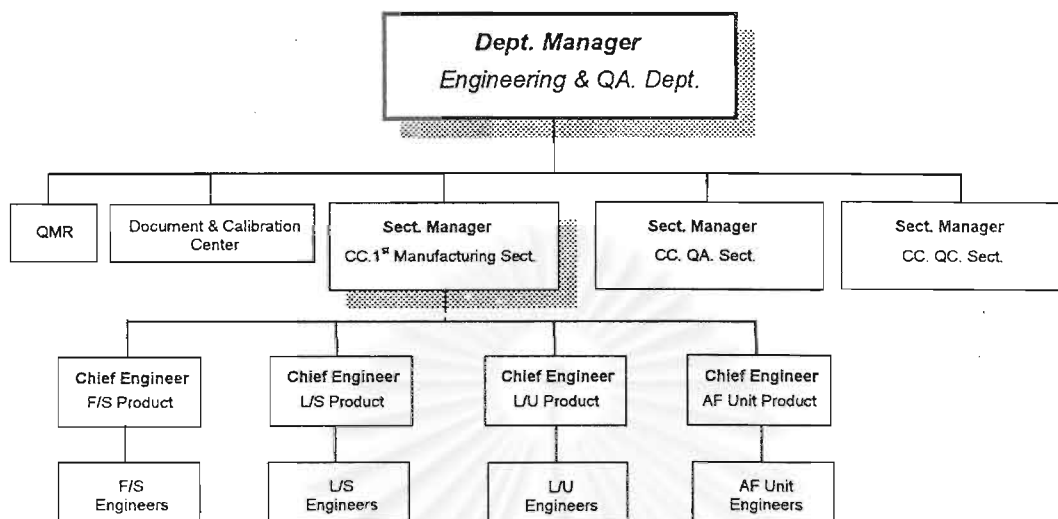 Dept. Manager
Engineering & QA. Dept.
QMR
Document & Calibration
Center
Sect. Manager
CC.1st Manufacturing Sect.
Sect. Manager
CC. QA. Sect.
Sect. Manager
CC. QC. Sect.
Chief Engineer
F/S Product
Chief Engineer
L/S Product
Chief Engineer
L/U Product
Chief Engineer
AF Unit Product
F/S
Engineers
L/S
Engineers
L/U
Engineers
AF Unit
Engineers